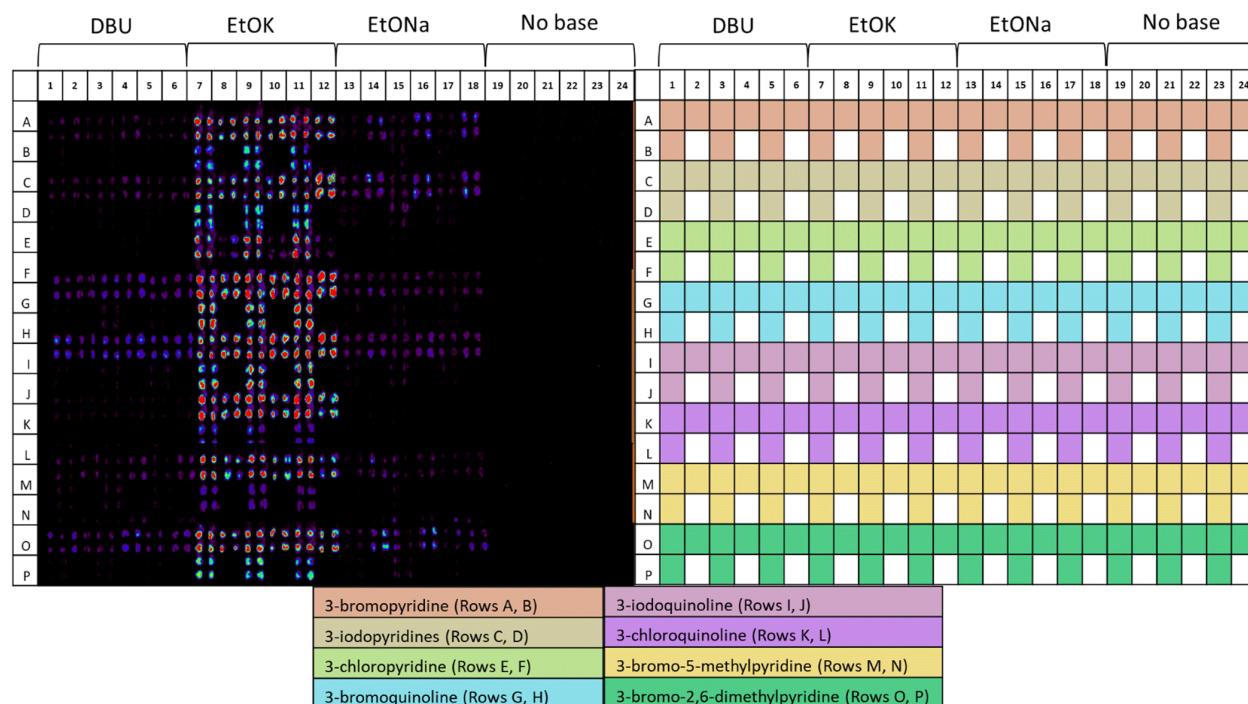 DBU EtOK EtONa No base DBU EtOK EtONa No base
1 2 3 4 5 6 7 8 9 10 11 12 13 14 15 16 17 18 19 20 21 22 23 24 1 2 3 4 5 6 7 8 9 10 11 12 13 14 15 16 17 18 19 20 21 22 23 24
A A
B B
C C
D D
E E
F F
G G
H H
I I
J J
K K
L L
M M
N N
O O
P P
3-bromopyridine (Rows A, B) 3-iodoquinoline (Rows I, J)
3-iodopyridines (Rows C, D) 3-chloroquinoline (Rows K, L)
3-chloropyridine (Rows E, F) 3-bromo-5-methylpyridine (Rows M, N)
3-bromoquinoline (Rows G, H) 3-bromo-2,6-dimethylpyridine (Rows O, P)